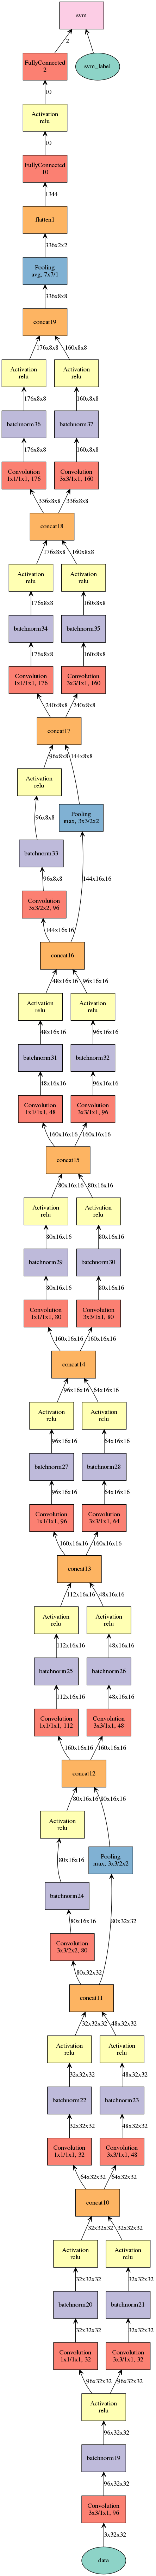 svm
2
FullyConnected
2
svm_label
10
Activation
relu
10
FullyConnected
10
1344
flatten1
336x2x2
Pooling
avg, 7x7/1
336x8x8
concat19
176x8x8
160x8x8
Activation
relu
Activation
relu
176x8x8
160x8x8
batchnorm36
batchnorm37
176x8x8
160x8x8
Convolution
1x1/1x1, 176
Convolution
3x3/1x1, 160
336x8x8
336x8x8
concat18
176x8x8
160x8x8
Activation
relu
Activation
relu
176x8x8
160x8x8
batchnorm34
batchnorm35
176x8x8
160x8x8
Convolution
1x1/1x1, 176
Convolution
3x3/1x1, 160
240x8x8
240x8x8
concat17
96x8x8
144x8x8
Activation
relu
96x8x8
Pooling
max, 3x3/2x2
batchnorm33
96x8x8
144x16x16
Convolution
3x3/2x2, 96
144x16x16
concat16
48x16x16
96x16x16
Activation
relu
Activation
relu
48x16x16
96x16x16
batchnorm31
batchnorm32
48x16x16
96x16x16
Convolution
1x1/1x1, 48
Convolution
3x3/1x1, 96
160x16x16
160x16x16
concat15
80x16x16
80x16x16
Activation
relu
Activation
relu
80x16x16
80x16x16
batchnorm29
batchnorm30
80x16x16
80x16x16
Convolution
1x1/1x1, 80
Convolution
3x3/1x1, 80
160x16x16
160x16x16
concat14
96x16x16
64x16x16
Activation
relu
Activation
relu
96x16x16
64x16x16
batchnorm27
batchnorm28
96x16x16
64x16x16
Convolution
1x1/1x1, 96
Convolution
3x3/1x1, 64
160x16x16
160x16x16
concat13
112x16x16
48x16x16
Activation
relu
Activation
relu
112x16x16
48x16x16
batchnorm25
batchnorm26
112x16x16
48x16x16
Convolution
1x1/1x1, 112
Convolution
3x3/1x1, 48
160x16x16
160x16x16
concat12
80x16x16
80x16x16
Activation
relu
80x16x16
Pooling
max, 3x3/2x2
batchnorm24
80x16x16
80x32x32
Convolution
3x3/2x2, 80
80x32x32
concat11
32x32x32
48x32x32
Activation
relu
Activation
relu
32x32x32
48x32x32
batchnorm22
batchnorm23
32x32x32
48x32x32
Convolution
1x1/1x1, 32
Convolution
3x3/1x1, 48
64x32x32
64x32x32
concat10
32x32x32
32x32x32
Activation
relu
Activation
relu
32x32x32
32x32x32
batchnorm20
batchnorm21
32x32x32
32x32x32
Convolution
1x1/1x1, 32
Convolution
3x3/1x1, 32
96x32x32
96x32x32
Activation
relu
96x32x32
batchnorm19
96x32x32
Convolution
3x3/1x1, 96
3x32x32
data